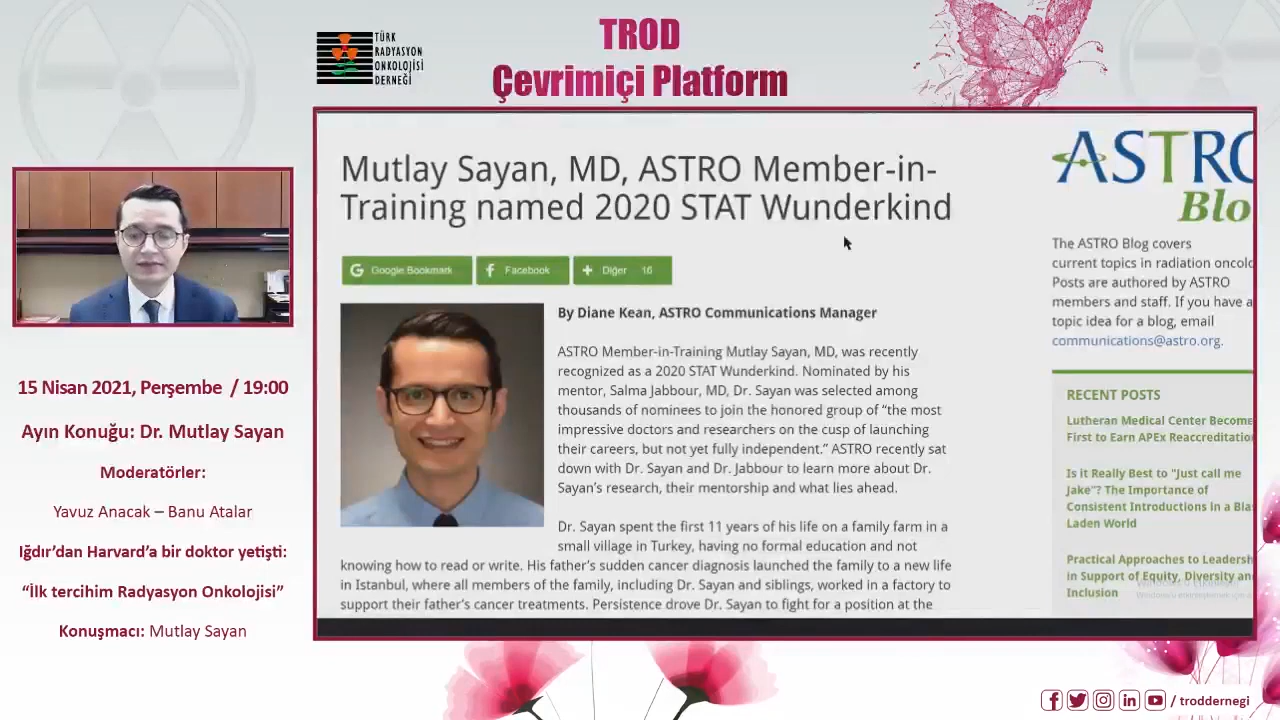 TROD
Çevrimiçi Platform
TÜRK
RADYASYON
ONKOLOJİSİ
DERNEĞİ
15 Nisan 2021, Perşembe / 19:00
Ayın Konuğu: Dr. Mutlay Sayan
Moderatörler:
Yavuz Anacak – Banu Atalar
Iğdır’dan Harvard’a bir doktor yetişti:
“İlk tercihim Radyasyon Onkolojisi”
Konuşmacı: Mutlay Sayan
Mutlay Sayan, MD, ASTRO Member-in-
Training named 2020 STAT Wunderkind
Google Bookmark
Facebook
Diğer 16
By Diane Kean, ASTRO Communications Manager
ASTRO Member-in-Training Mutlay Sayan, MD, was recently
recognized as a 2020 STAT Wunderkind. Nominated by his
mentor, Salma Jabbour, MD, Dr. Sayan was selected among
thousands of nominees to join the honored group of “the most
impressive doctors and researchers on the cusp of launching
their careers, but not yet fully independent.” ASTRO recently sat
down with Dr. Sayan and Dr. Jabbour to learn more about Dr.
Sayan’s research, their mentorship and what lies ahead.
Dr. Sayan spent the first 11 years of his life on a family farm in a
small village in Turkey, having no formal education and not
knowing how to read or write. His father’s sudden cancer diagnosis launched the family to a new life
in Istanbul, where all members of the family, including Dr. Sayan and siblings, worked in a factory to
support their father’s cancer treatments. Persistence drove Dr. Sayan to fight for a position at the
ASTRO
Blo
The ASTRO Blog covers
current topics in radiation oncolo
Posts are authored by ASTRO
members and staff. If you have a
topic idea for a blog, email
communications@astro.org.
RECENT POSTS
Lutheran Medical Center Become
First to Earn APEx Reaccreditatio
Is it Really Best to "Just call me
Jake"? The Importance of
Consistent Introductions in a Bia
Laden World
Practical Approaches to Leadersh
in Support of Equity, Diversity an
Inclusion
/ troddernegi